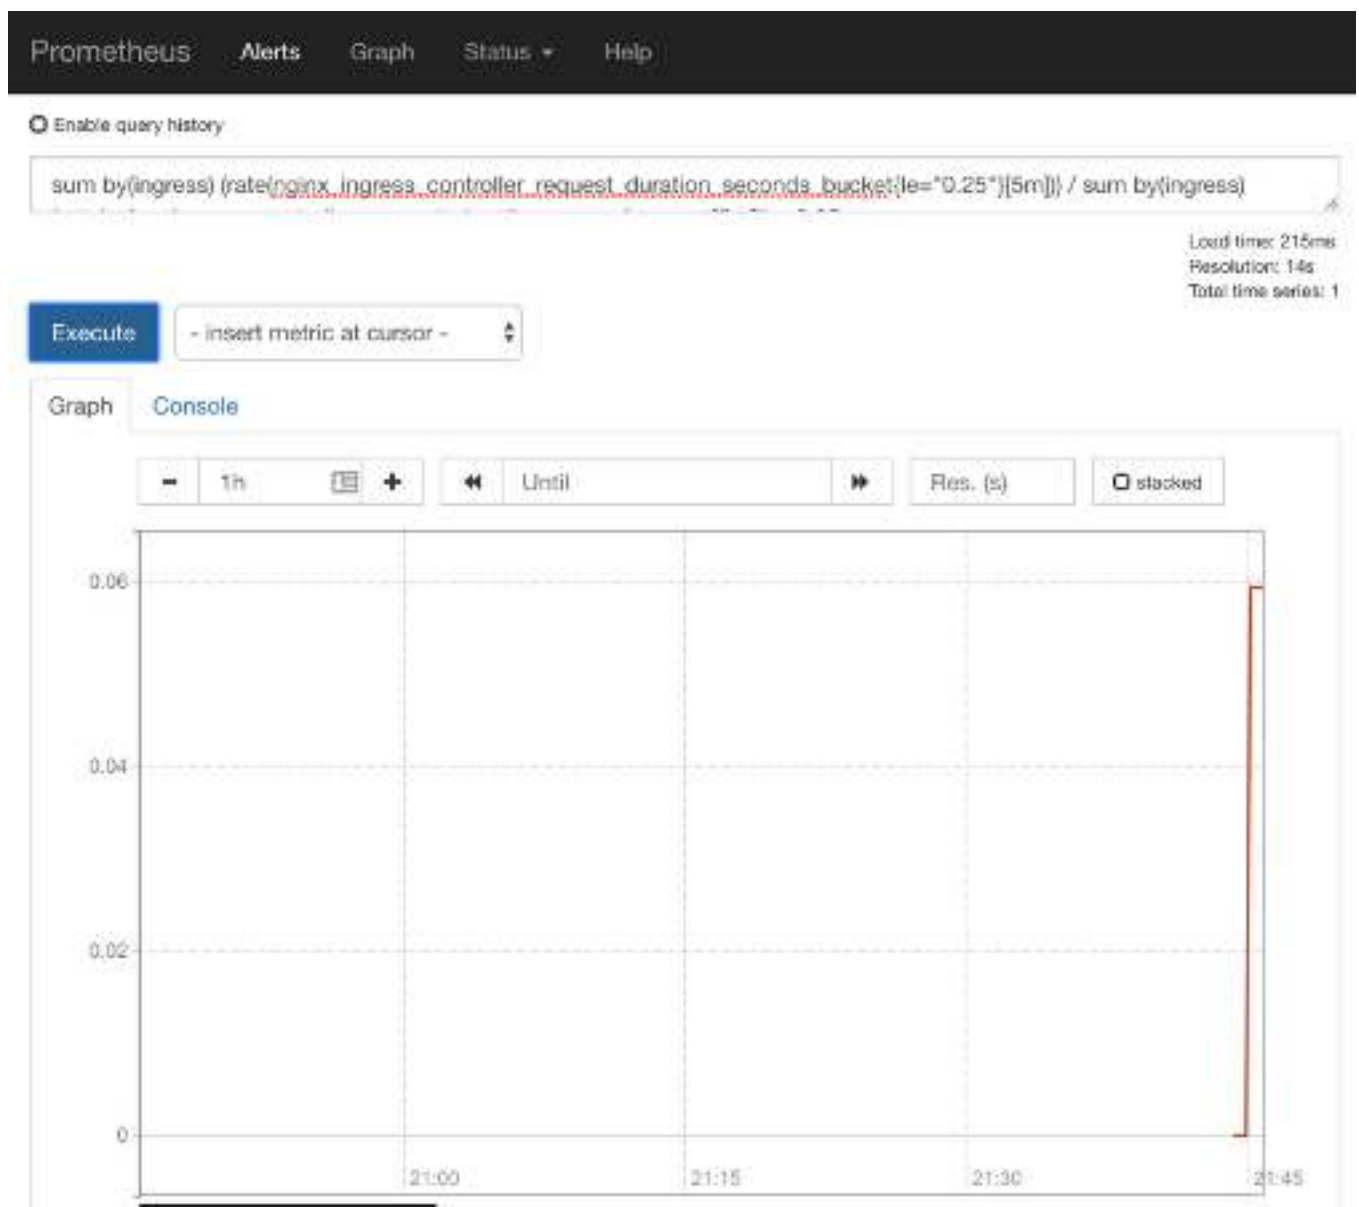 Prometheus Alerts Graph Status Help
Enable query history
sum by(ingress) (rate(nginx_ingress_controller_request_duration_seconds_bucket{le="0.25"}[5m])) / sum by(ingress)
Load time: 215ms
Resolution: 14s
Total time series: 1
Execute - insert metric at cursor -
Graph Console
1h Until Res. (s) stacked
0.06
0.04
0.02
0
21:00 21:15 21:30 21:45